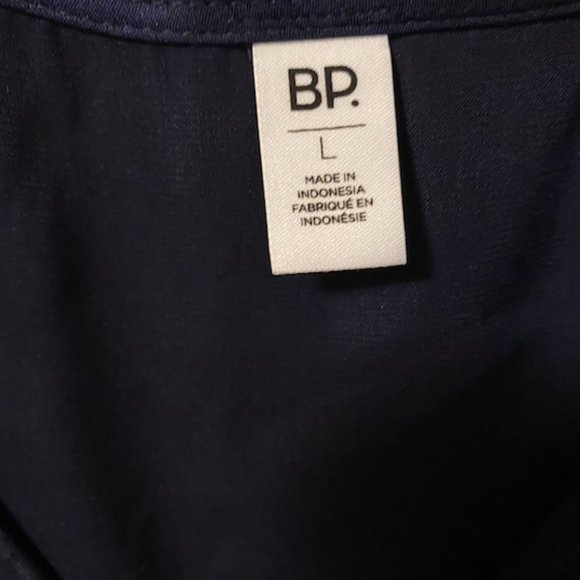 BP.
L
MADE IN
INDONESIA
FABRIQUÉ EN
INDONÉSIE